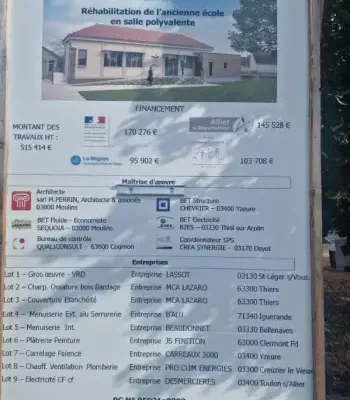 Réhabilitation de l'ancienne école
en salle polyvalente
FINANCEMENT
MONTANT DES
TRAVAUX HT :
515 414 €
170 276 €
Allier
le Département
145 528 €
La Région
95 902 €
103 708 €
Maîtrise d'œuvre
Architecte
sarl M.PERRIN, Architecte & associés
03000 Moulins
BET Structure
CHEVRIER - 03400 Yzeure
BET Fluide - Economiste
SEQUOIA - 03000 Moulins
BET Electricité
B2ES - 03230 Thiel sur Acolin
Bureau de contrôle
QUALICONSULT - 63800 Cournon
Coordonnateur SPS
CREA SYNERGIE - 03170 Doyet
Entreprises
Lot 1 - Gros œuvre - VRD Entreprise LASSOT 03130 St Léger s/Vouz.
Lot 2 - Charp. Ossature bois Bardage Entreprise MCA LAZARO 63300 Thiers
Lot 3 - Couverture Etanchéité Entreprise MCA LAZARO 63300 Thiers
Lot 4 - Menuiserie Ext. alu Serrurerie Entreprise B'ALU 71340 Iguerande
Lot 5 - Menuiserie Int. Entreprise BEAUDONNET 03330 Bellenaves
Lot 6 - Plâtrerie Peinture Entreprise JS FINITION 63000 Clermont Fd
Lot 7 - Carrelage Faïence Entreprise CARREAUX 3000 03400 Yzeure
Lot 8 - Chauff. Ventilation Plomberie Entreprise PRO CLIM ENERGIES 03300 Creuzier le Vieux
Lot 9 - Electricité CF cf Entreprise DESMERCIERES 03400 Toulon s/Allier